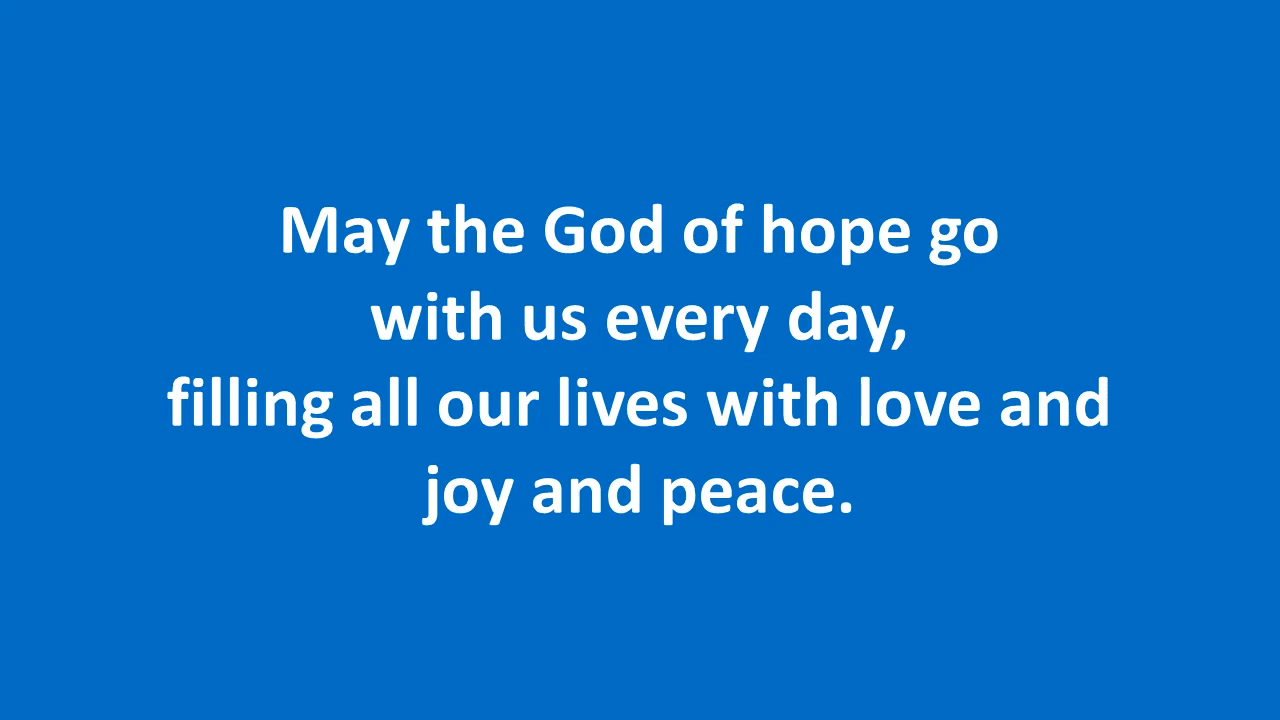 May the God of hope go
with us every day,
filling all our lives with love and
joy and peace.